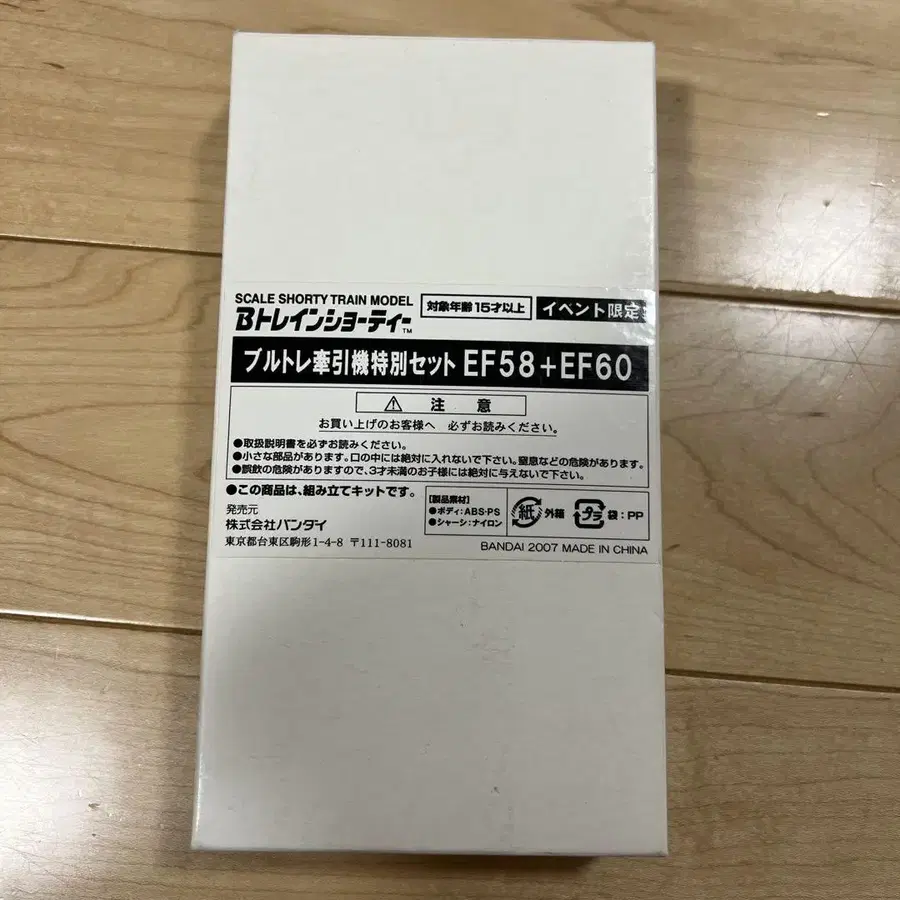 SCALE SHORTY TRAIN MODEL
Bトレインショーティー™
対象年齢15才以上
イベント限定
ブルトレ牽引機特別セット EF58+EF60
⚠ 注意
お買い上げのお客様へ 必ずお読みください。
●取扱説明書を必ずお読みください。
●小さな部品があります。口の中には絶対に入れないで下さい。窒息などの危険があります。
●誤飲の危険がありますので、3才未満のお子様には絶対に与えないで下さい。
●この商品は、組み立てキットです。
発売元
株式会社バンダイ
東京都台東区駒形1-4-8 〒111-8081
【製品素材】
●ボディ:ABS・PS
●シャーシ:ナイロン
紙 外箱
プラ 袋:PP
BANDAI 2007 MADE IN CHINA